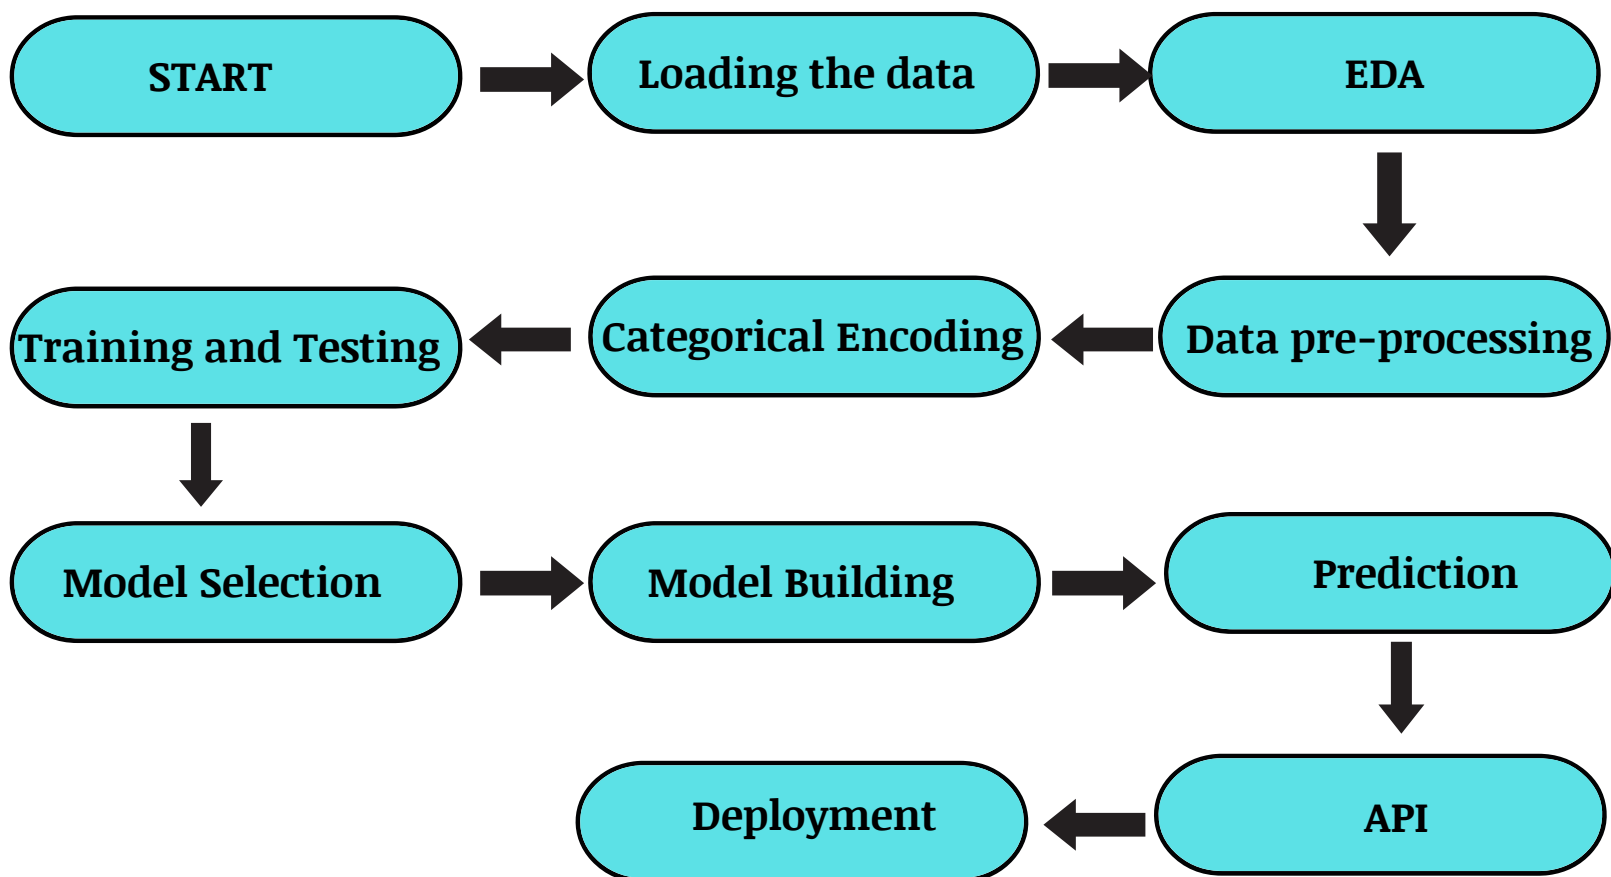 START
Loading the data
EDA
Data pre-processing
Categorical Encoding
Training and Testing
Model Selection
Model Building
Prediction
API
Deployment